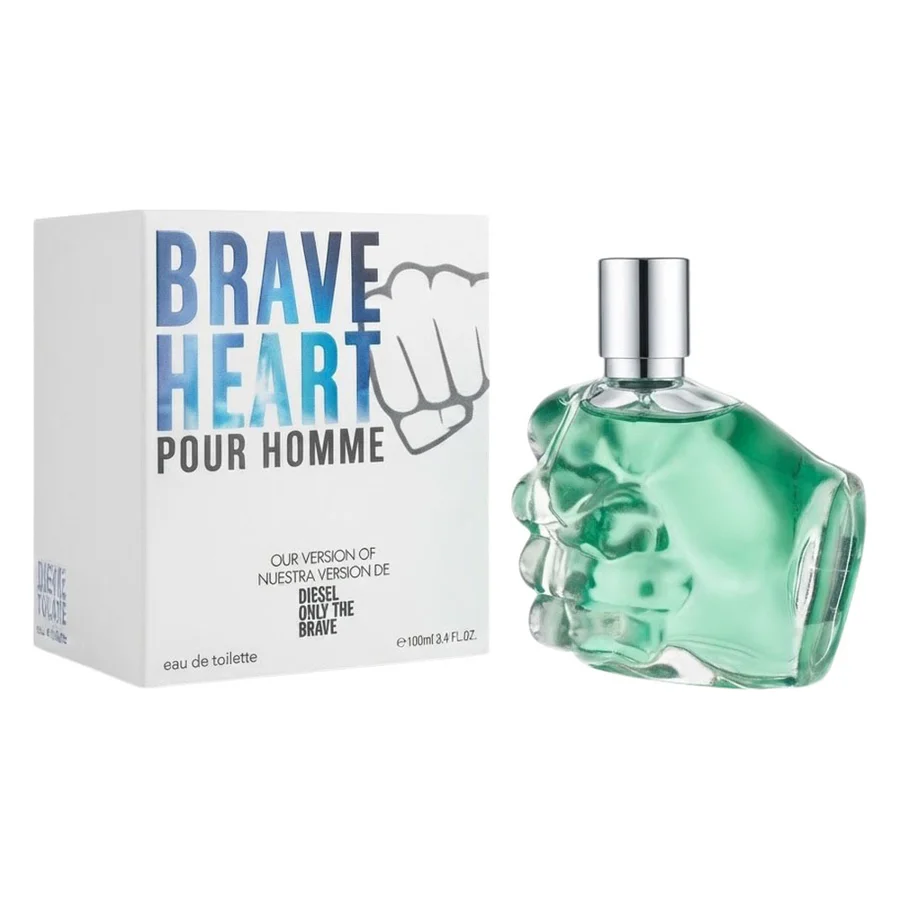 BRAVE
HEART
POUR HOMME
OUR VERSION OF
NUESTRA VERSION DE
DIESEL
ONLY THE
BRAVE
eau de toilette
℮100ml 3.4 FL.OZ.